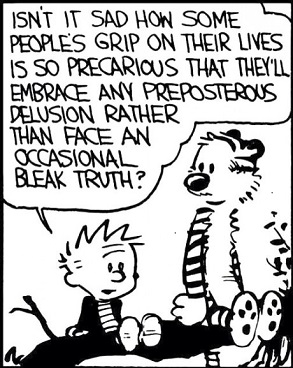 ISN'T IT SAD HOW SOME
PEOPLE'S GRIP ON THEIR LIVES
IS SO PRECARIOUS THAT THEY'LL
EMBRACE ANY PREPOSTEROUS
DELUSION RATHER
THAN FACE AN
OCCASIONAL
BLEAK TRUTH?